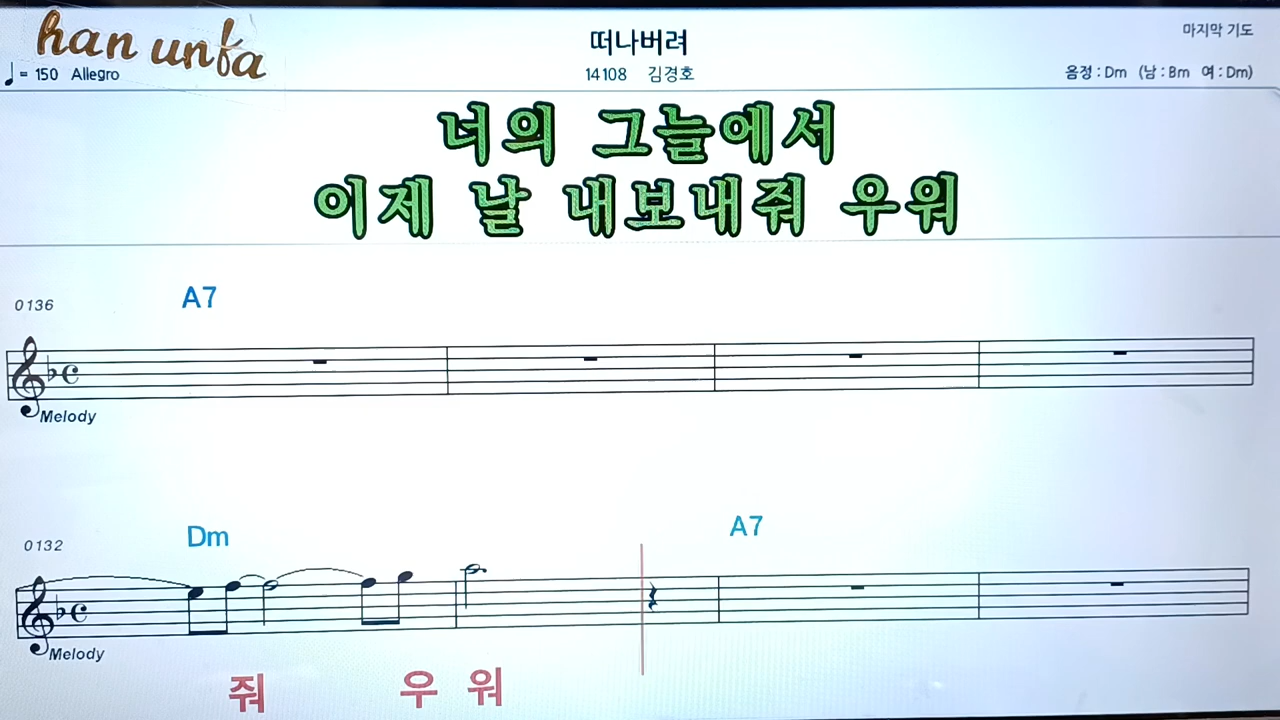 han unfa
떠나버려
마지막 기도
♩= 150 Allegro
14108 김경호
음정 : Dm (남 : Bm 여 : Dm)
너의 그늘에서
이제 날 내보내줘 우워
0136
A7
Melody
0132
Dm
A7
Melody
줘 우 워